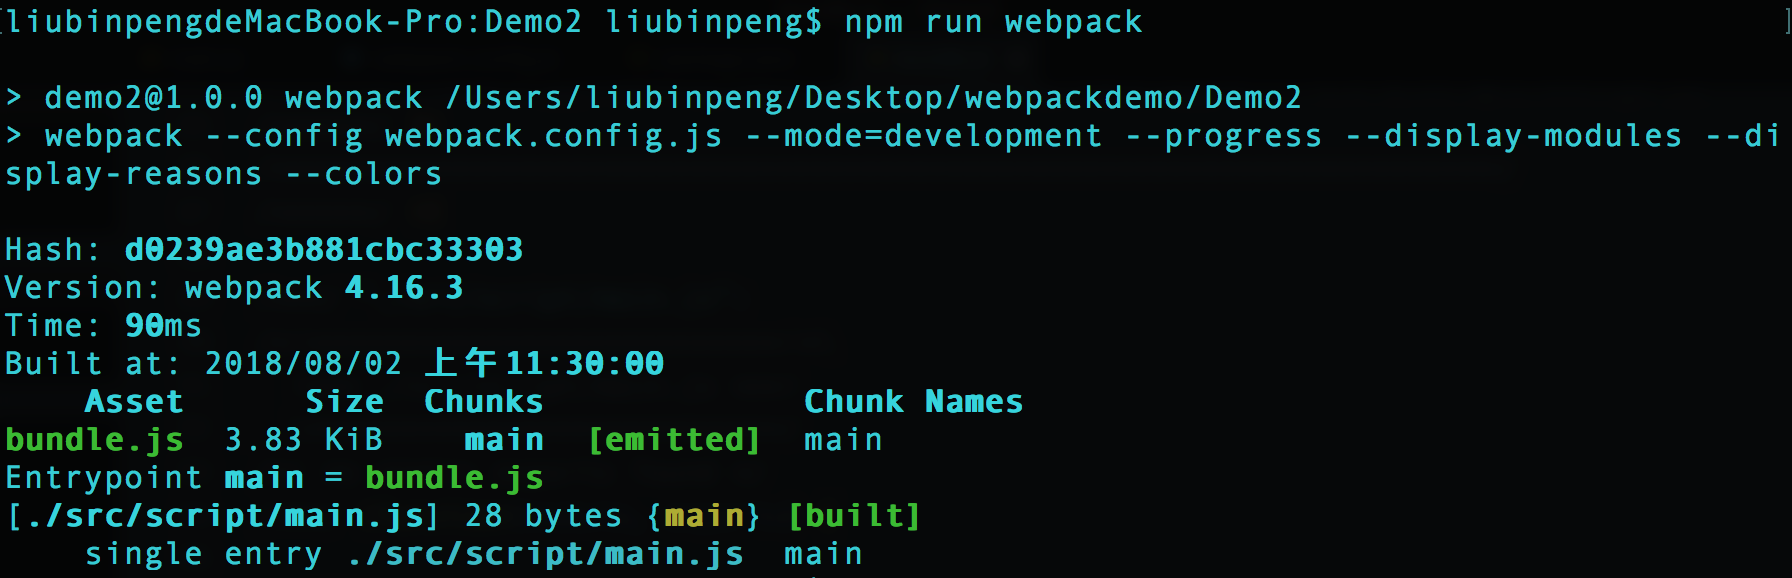 liubinpengdeMacBook-Pro:Demo2 liubinpeng$ npm run webpack
> demo2@1.0.0 webpack /Users/liubinpeng/Desktop/webpackdemo/Demo2
> webpack --config webpack.config.js --mode=development --progress --display-modules --di
splay-reasons --colors
Hash: d0239ae3b881cbc33303
Version: webpack 4.16.3
Time: 90ms
Built at: 2018/08/02 上午11:30:00
Asset Size Chunks Chunk Names
bundle.js 3.83 KiB main [emitted] main
Entrypoint main = bundle.js
[./src/script/main.js] 28 bytes {main} [built]
single entry ./src/script/main.js main